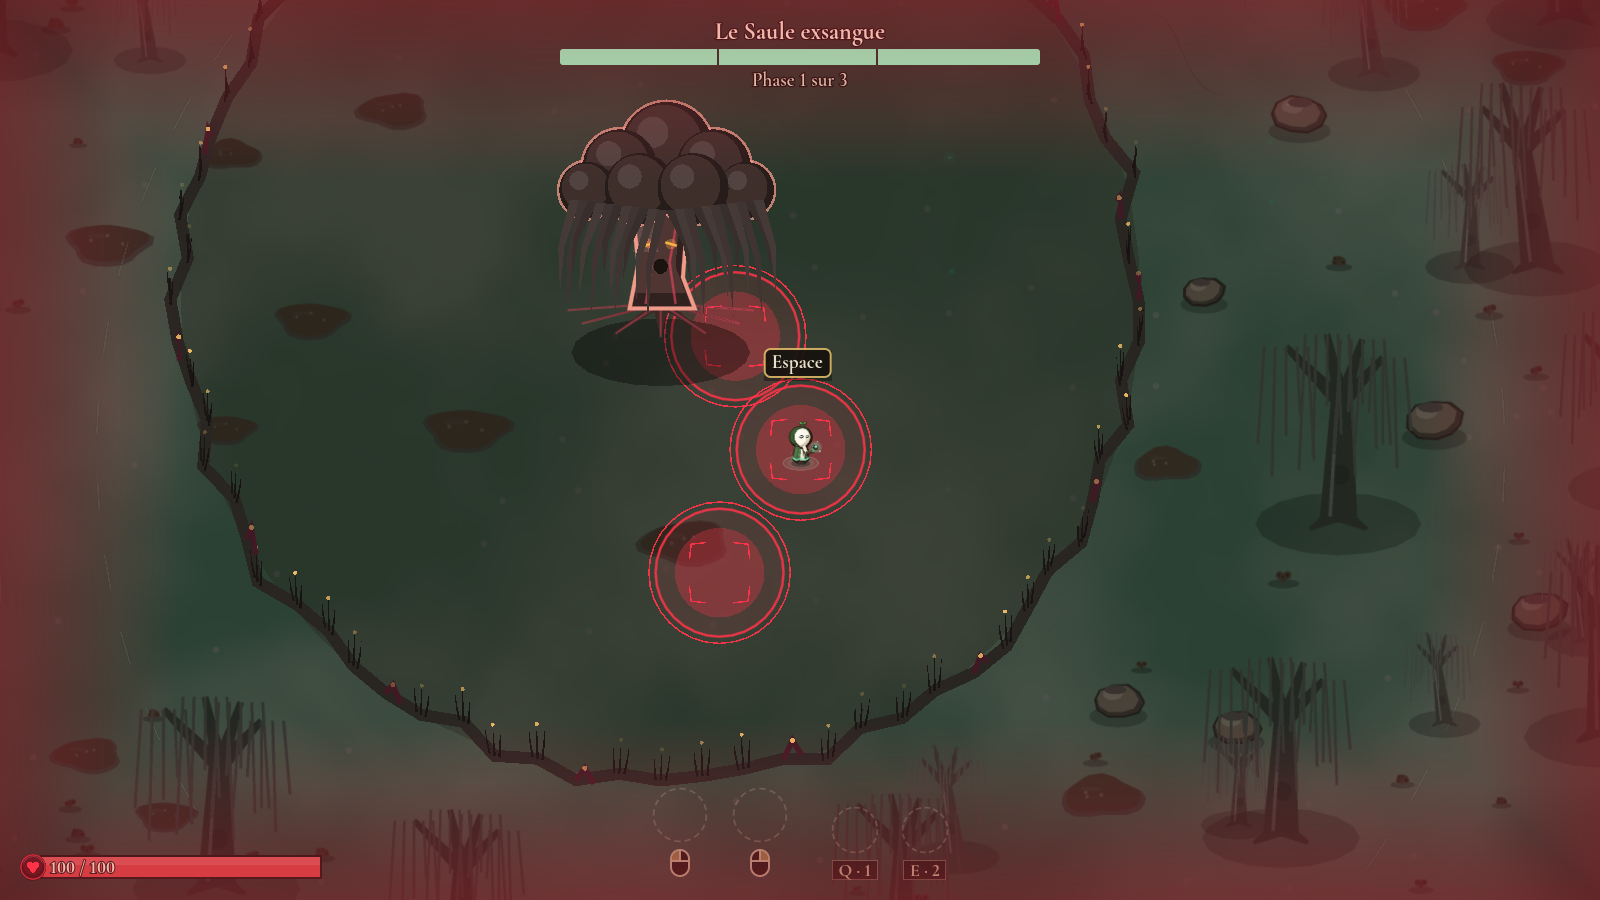 Le Saule exsangue
Phase 1 sur 3
Espace
100 / 100
Q · 1
E · 2